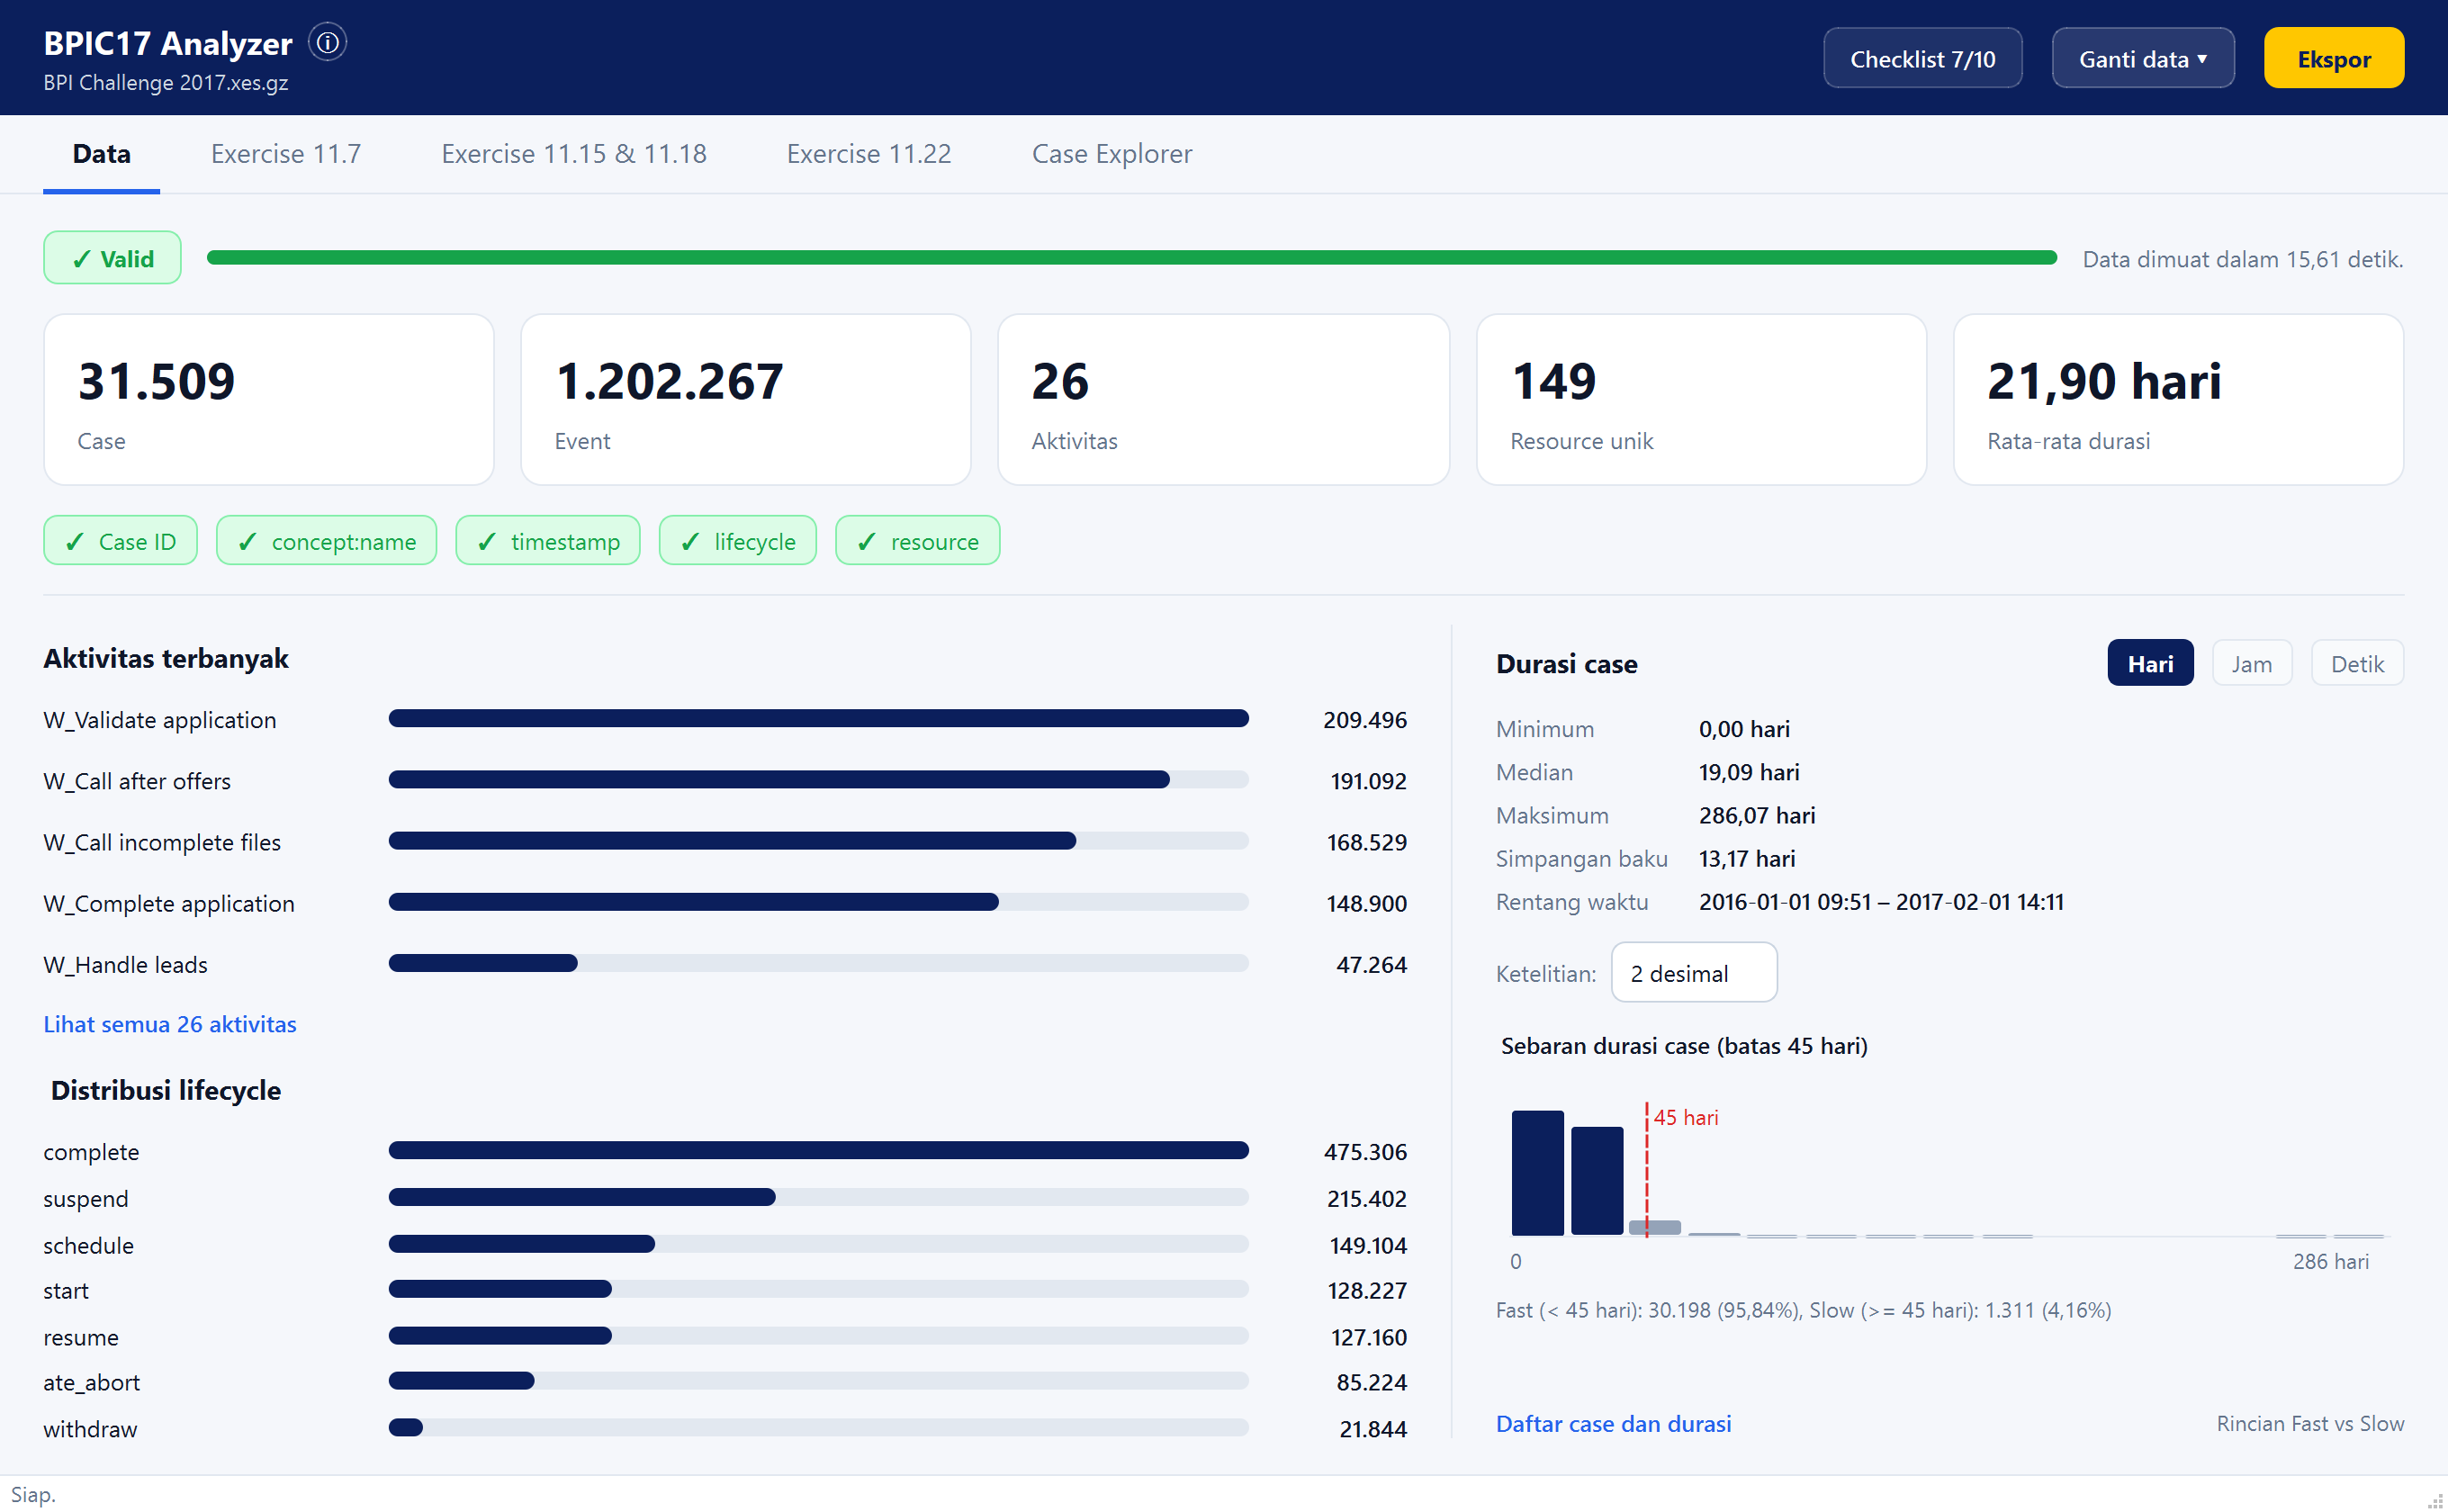 BPIC17 Analyzer ⓘ
BPI Challenge 2017.xes.gz
Checklist 7/10
Ganti data ▾
Ekspor
Data
Exercise 11.7
Exercise 11.15 & 11.18
Exercise 11.22
Case Explorer
✓ Valid
Data dimuat dalam 15,61 detik.
31.509
Case
1.202.267
Event
26
Aktivitas
149
Resource unik
21,90 hari
Rata-rata durasi
✓ Case ID
✓ concept:name
✓ timestamp
✓ lifecycle
✓ resource
Aktivitas terbanyak
W_Validate application 209.496
W_Call after offers 191.092
W_Call incomplete files 168.529
W_Complete application 148.900
W_Handle leads 47.264
Lihat semua 26 aktivitas
Distribusi lifecycle
complete 475.306
suspend 215.402
schedule 149.104
start 128.227
resume 127.160
ate_abort 85.224
withdraw 21.844
Durasi case
Hari
Jam
Detik
Minimum 0,00 hari
Median 19,09 hari
Maksimum 286,07 hari
Simpangan baku 13,17 hari
Rentang waktu 2016-01-01 09:51 – 2017-02-01 14:11
Ketelitian: 2 desimal
Sebaran durasi case (batas 45 hari)
45 hari
0 286 hari
Fast (< 45 hari): 30.198 (95,84%), Slow (>= 45 hari): 1.311 (4,16%)
Daftar case dan durasi
Rincian Fast vs Slow
Siap.